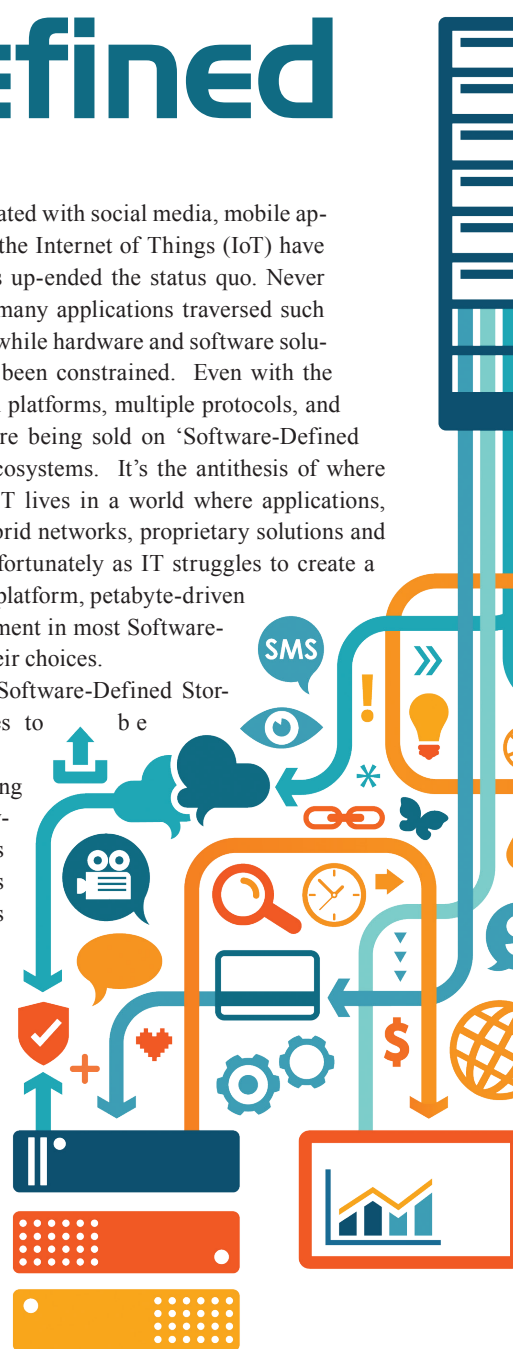 efined
ated with social media, mobile ap-
the Internet of Things (IoT) have
s up-ended the status quo. Never
many applications traversed such
while hardware and software solu-
been constrained. Even with the
platforms, multiple protocols, and
re being sold on ‘Software-Defined
cosystems. It’s the antithesis of where
T lives in a world where applications,
brid networks, proprietary solutions and
fortunately as IT struggles to create a
platform, petabyte-driven
ment in most Software-
eir choices.
Software-Defined Stor-
es to be
ng
y-
s
s
s
SMS
$